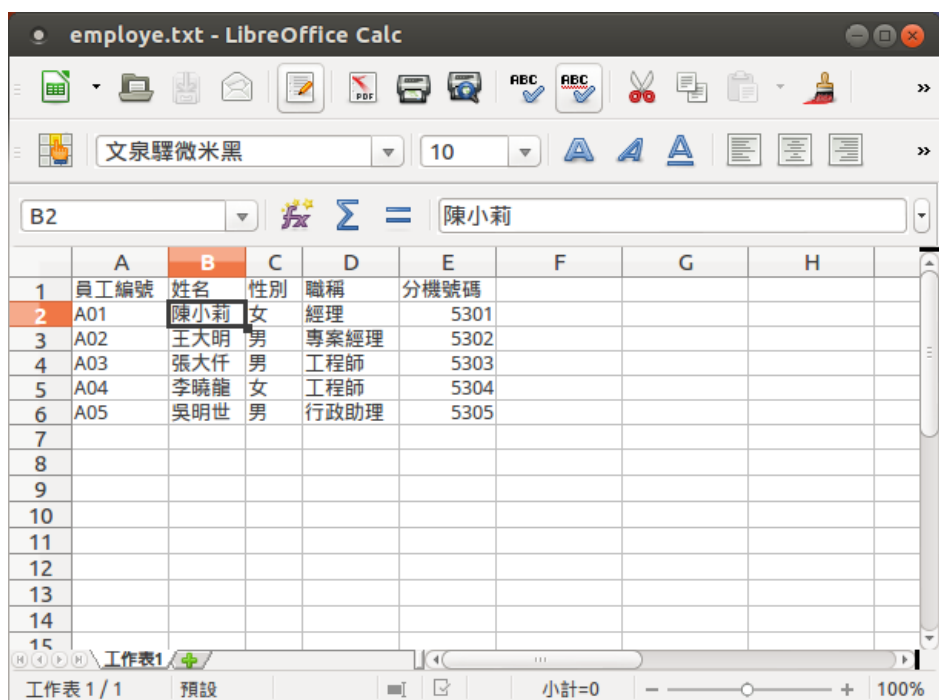 employe.txt - LibreOffice Calc
PDF ABC ABC »
文泉驛微米黑 10 A A A »
B2 fx Σ = 陳小莉
A B C D E F G H
1 員工編號 姓名 性別 職稱 分機號碼
2 A01 陳小莉 女 經理 5301
3 A02 王大明 男 專案經理 5302
4 A03 張大仟 男 工程師 5303
5 A04 李曉龍 女 工程師 5304
6 A05 吳明世 男 行政助理 5305
7
8
9
10
11
12
13
14
15
工作表1
工作表 1 / 1 預設 小計=0 100%